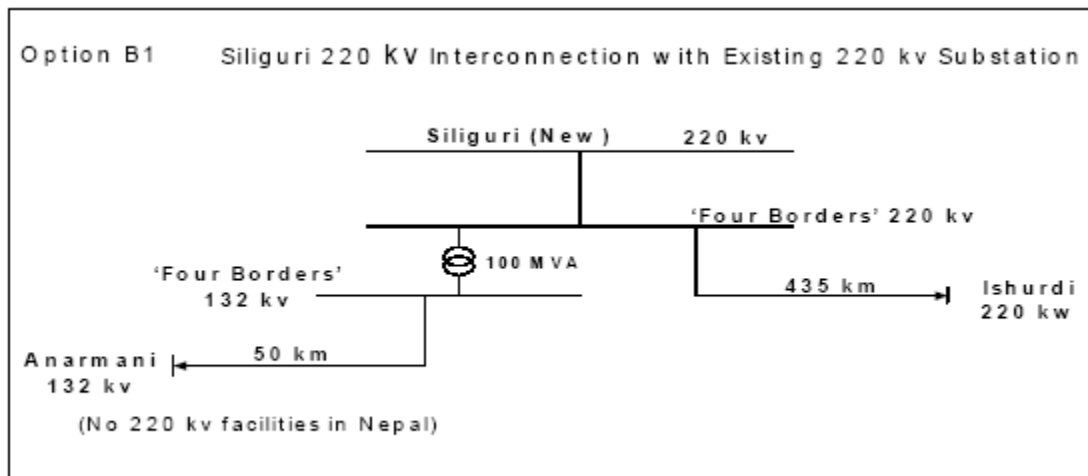 Option B1 Siliguri 220 KV Interconnection with Existing 220 kv Substation
Siliguri (New ) 220 kv
'Four Borders' 220 kv
100 MVA
'Four Borders'
132 kv
435 km
Ishurdi
220 kw
Anarmani
132 kv
50 km
(No 220 kv facilities in Nepal)